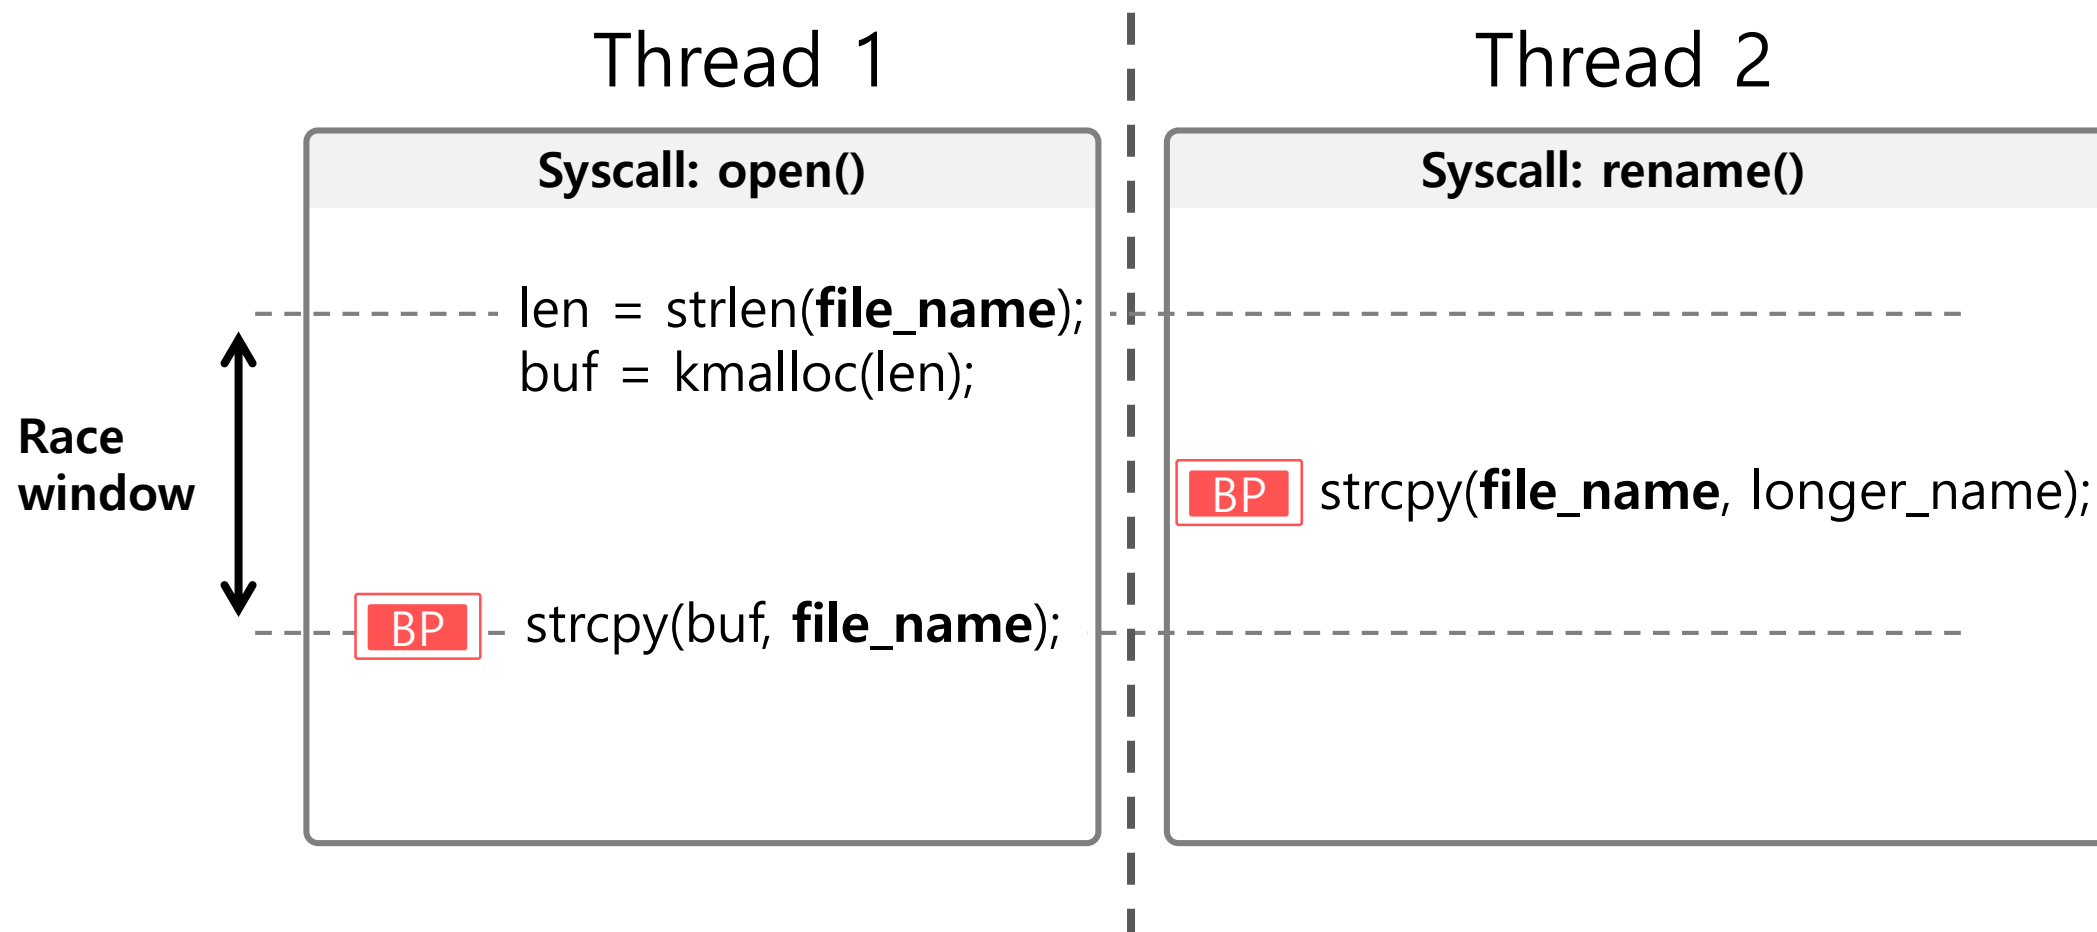 Thread 1
Thread 2
Syscall: open()
Syscall: rename()
len = strlen(file_name);
buf = kmalloc(len);
Race
window
BP strcpy(file_name, longer_name);
BP strcpy(buf, file_name);